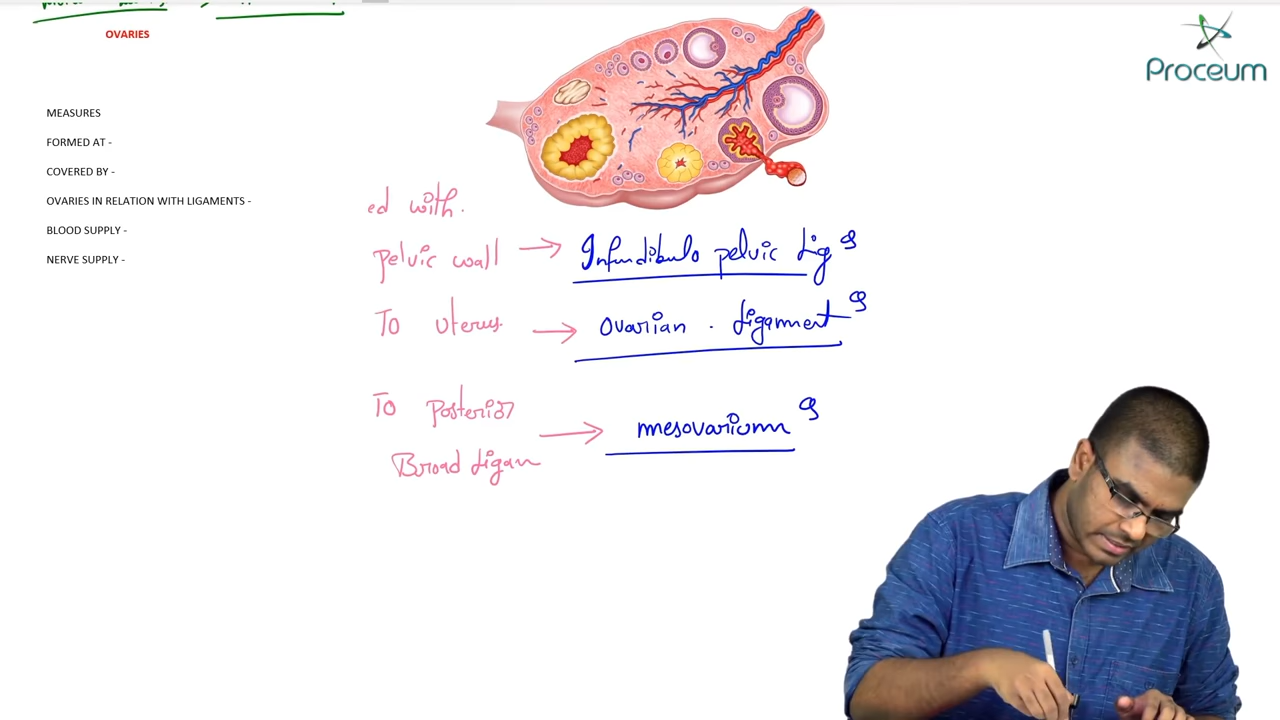 OVARIES
Proceum
MEASURES
FORMED AT -
COVERED BY -
OVARIES IN RELATION WITH LIGAMENTS -
BLOOD SUPPLY -
NERVE SUPPLY -
ed with.
pelvic wall → Infundibulo pelvic Lig
To uterus. → ovarian . Ligament
To posterior
→ mesovarium
Broad Ligam